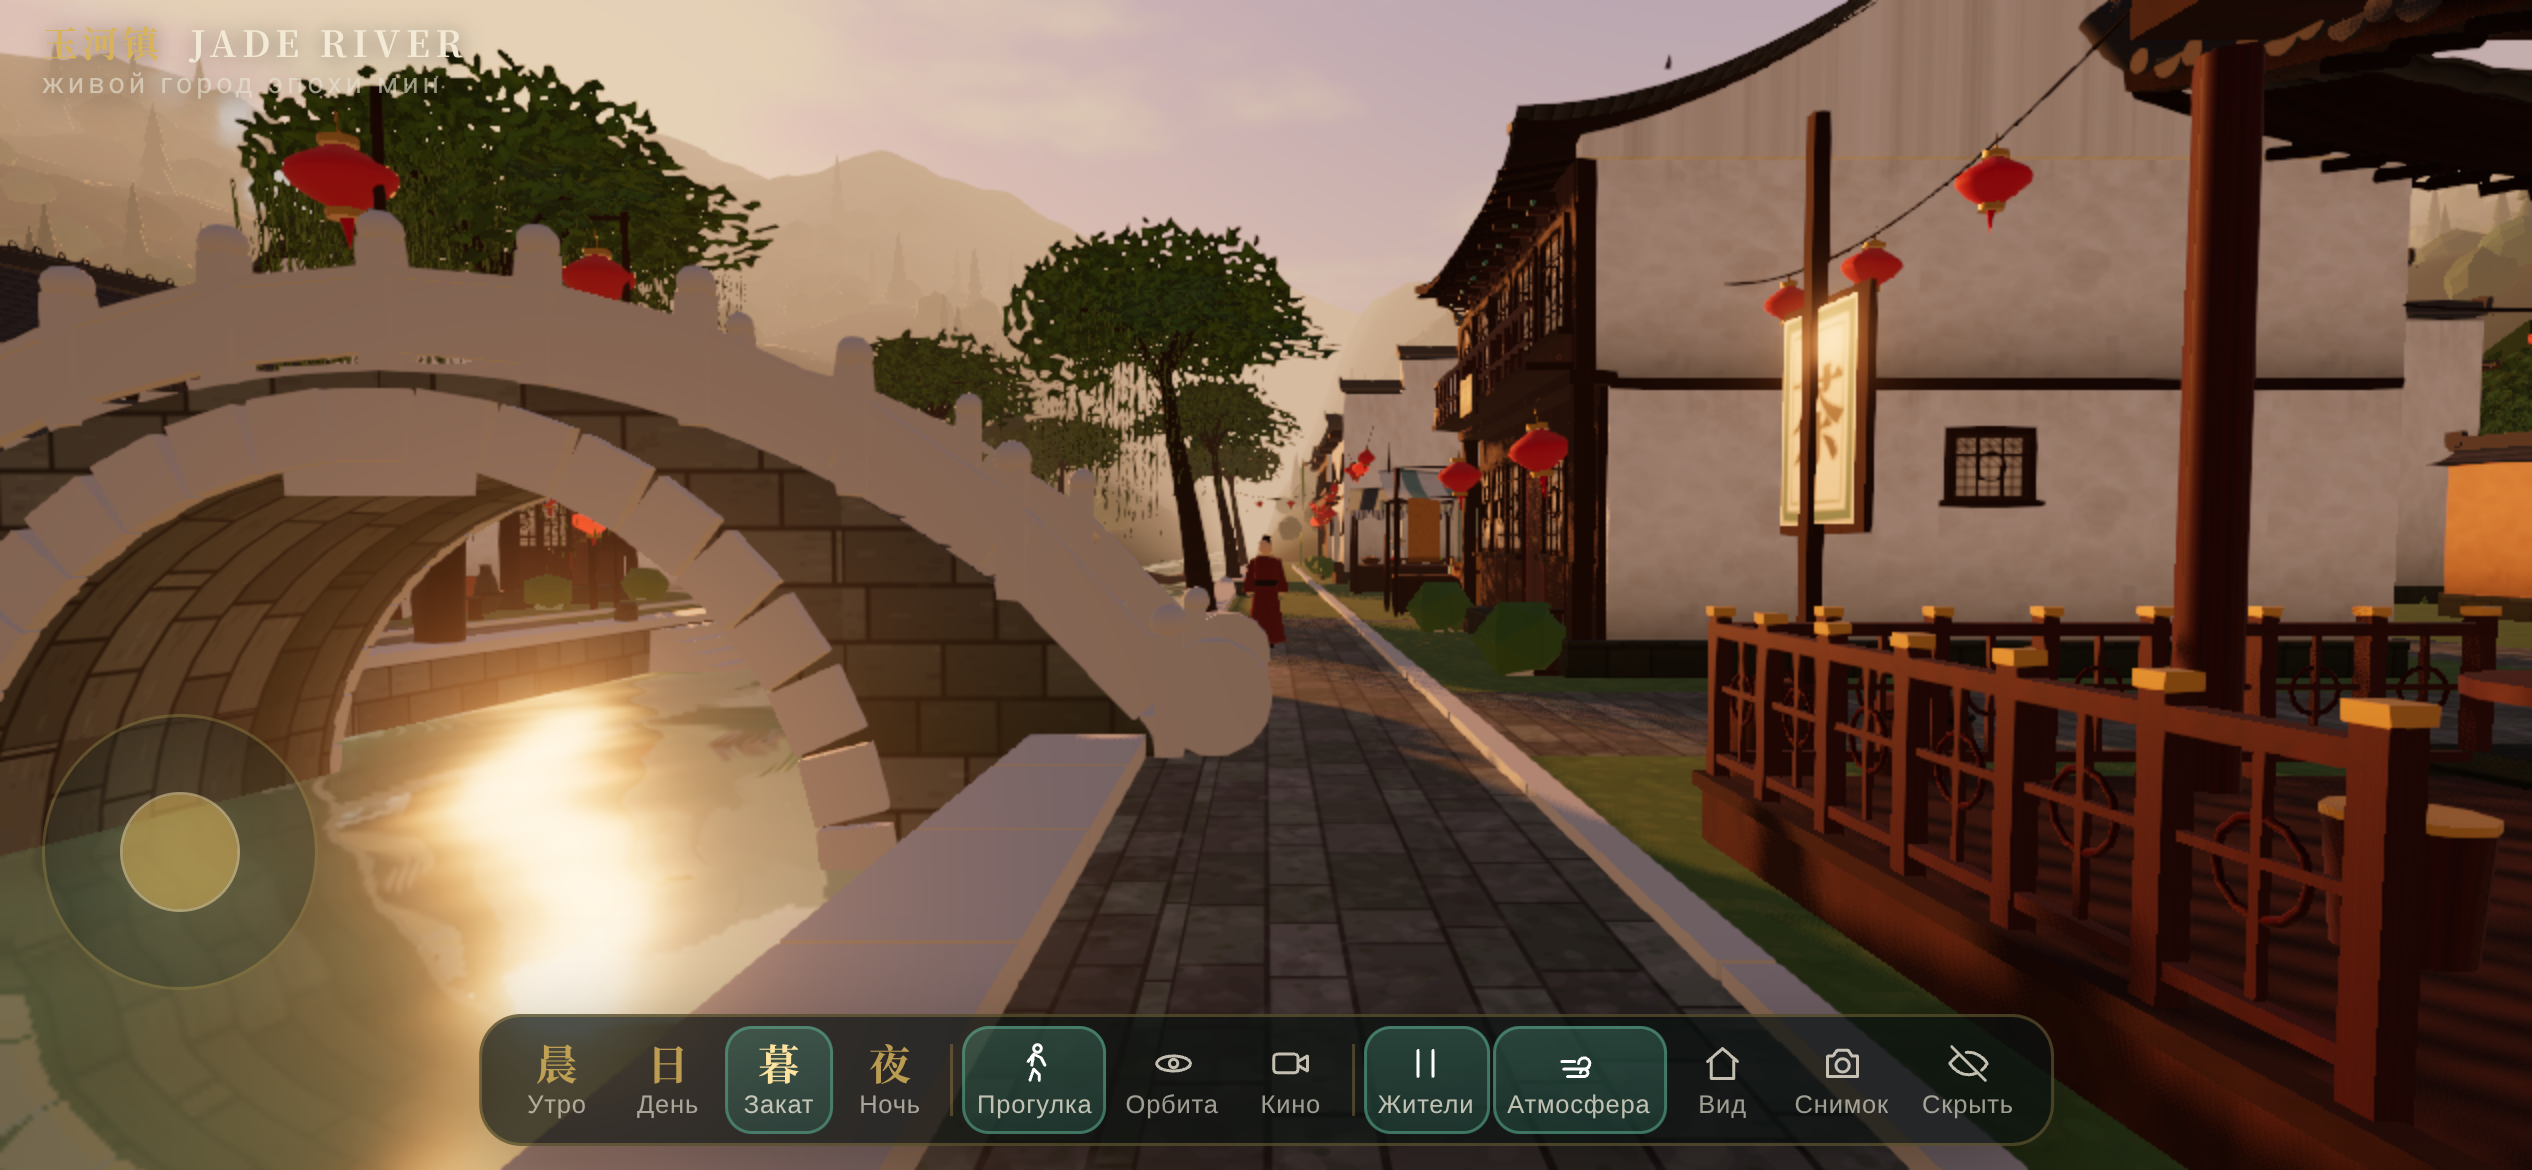 玉河镇 JADE RIVER
живой город эпохи мин
晨 日 暮 夜
Утро День Закат Ночь Прогулка Орбита Кино Жители Атмосфера Вид Снимок Скрыть
茶